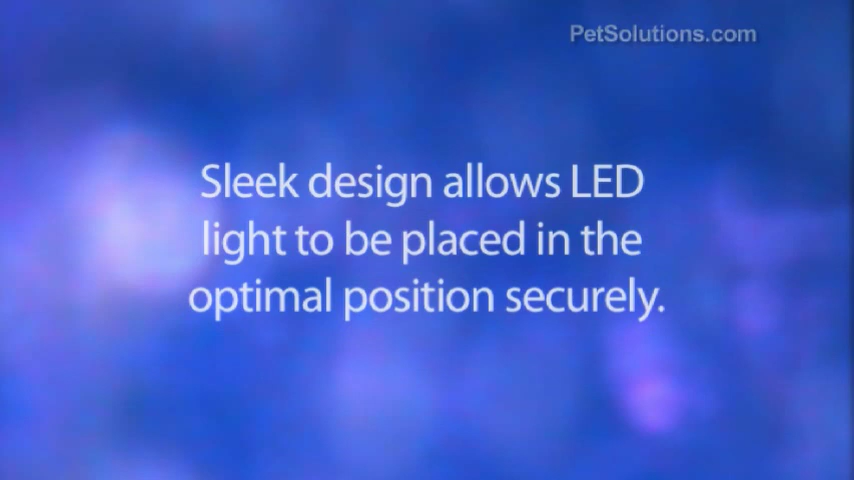 PetSolutions.com
Sleek design allows LED
light to be placed in the
optimal position securely.